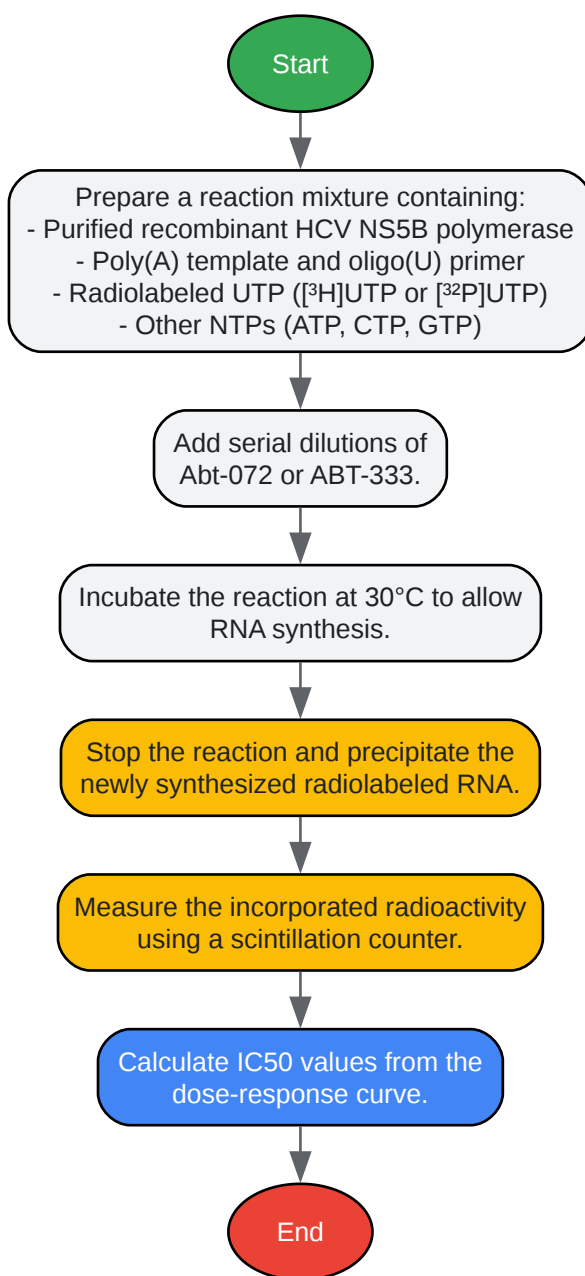 Start
Prepare a reaction mixture containing:
- Purified recombinant HCV NS5B polymerase
- Poly(A) template and oligo(U) primer
- Radiolabeled UTP ([³H]UTP or [³²P]UTP)
- Other NTPs (ATP, CTP, GTP)
Add serial dilutions of
Abt-072 or ABT-333.
Incubate the reaction at 30°C to allow
RNA synthesis.
Stop the reaction and precipitate the
newly synthesized radiolabeled RNA.
Measure the incorporated radioactivity
using a scintillation counter.
Calculate IC50 values from the
dose-response curve.
End